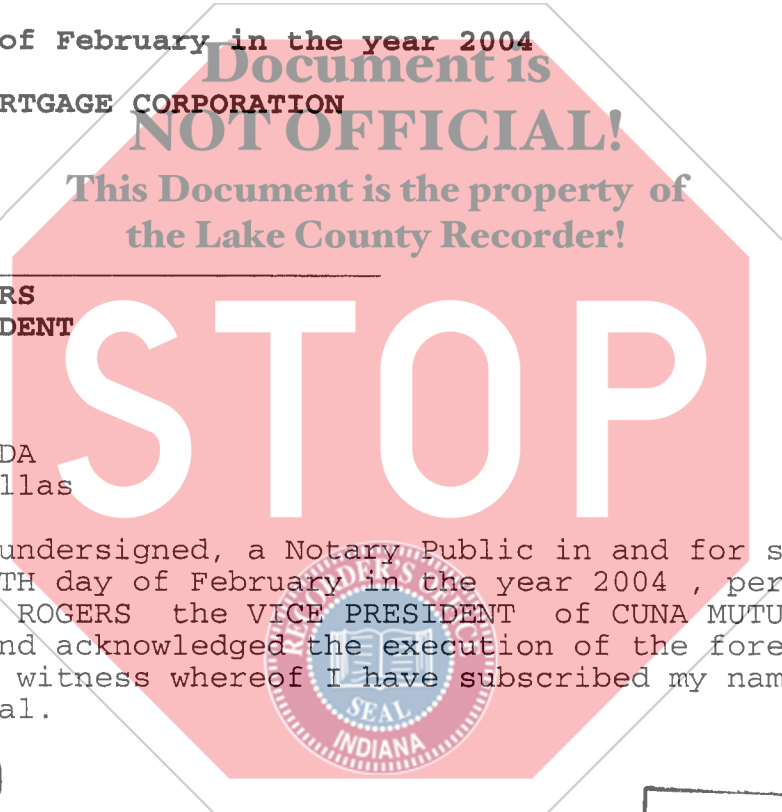 of February in the year 2004
Document is
RTGAGE CORPORATION
NOT OFFICIAL!
This Document is the property of
the Lake County Recorder!
RS
DENT
STOP
DA
llas
undersigned, a Notary Public in and for s
TH day of February in the year 2004 , per
ROGERS the VICE PRESIDENT of CUNA MUTU
nd acknowledged the execution of the fore
witness whereof I have subscribed my nam
al.
RECORDER'S OFFICE
SEAL
INDIANA